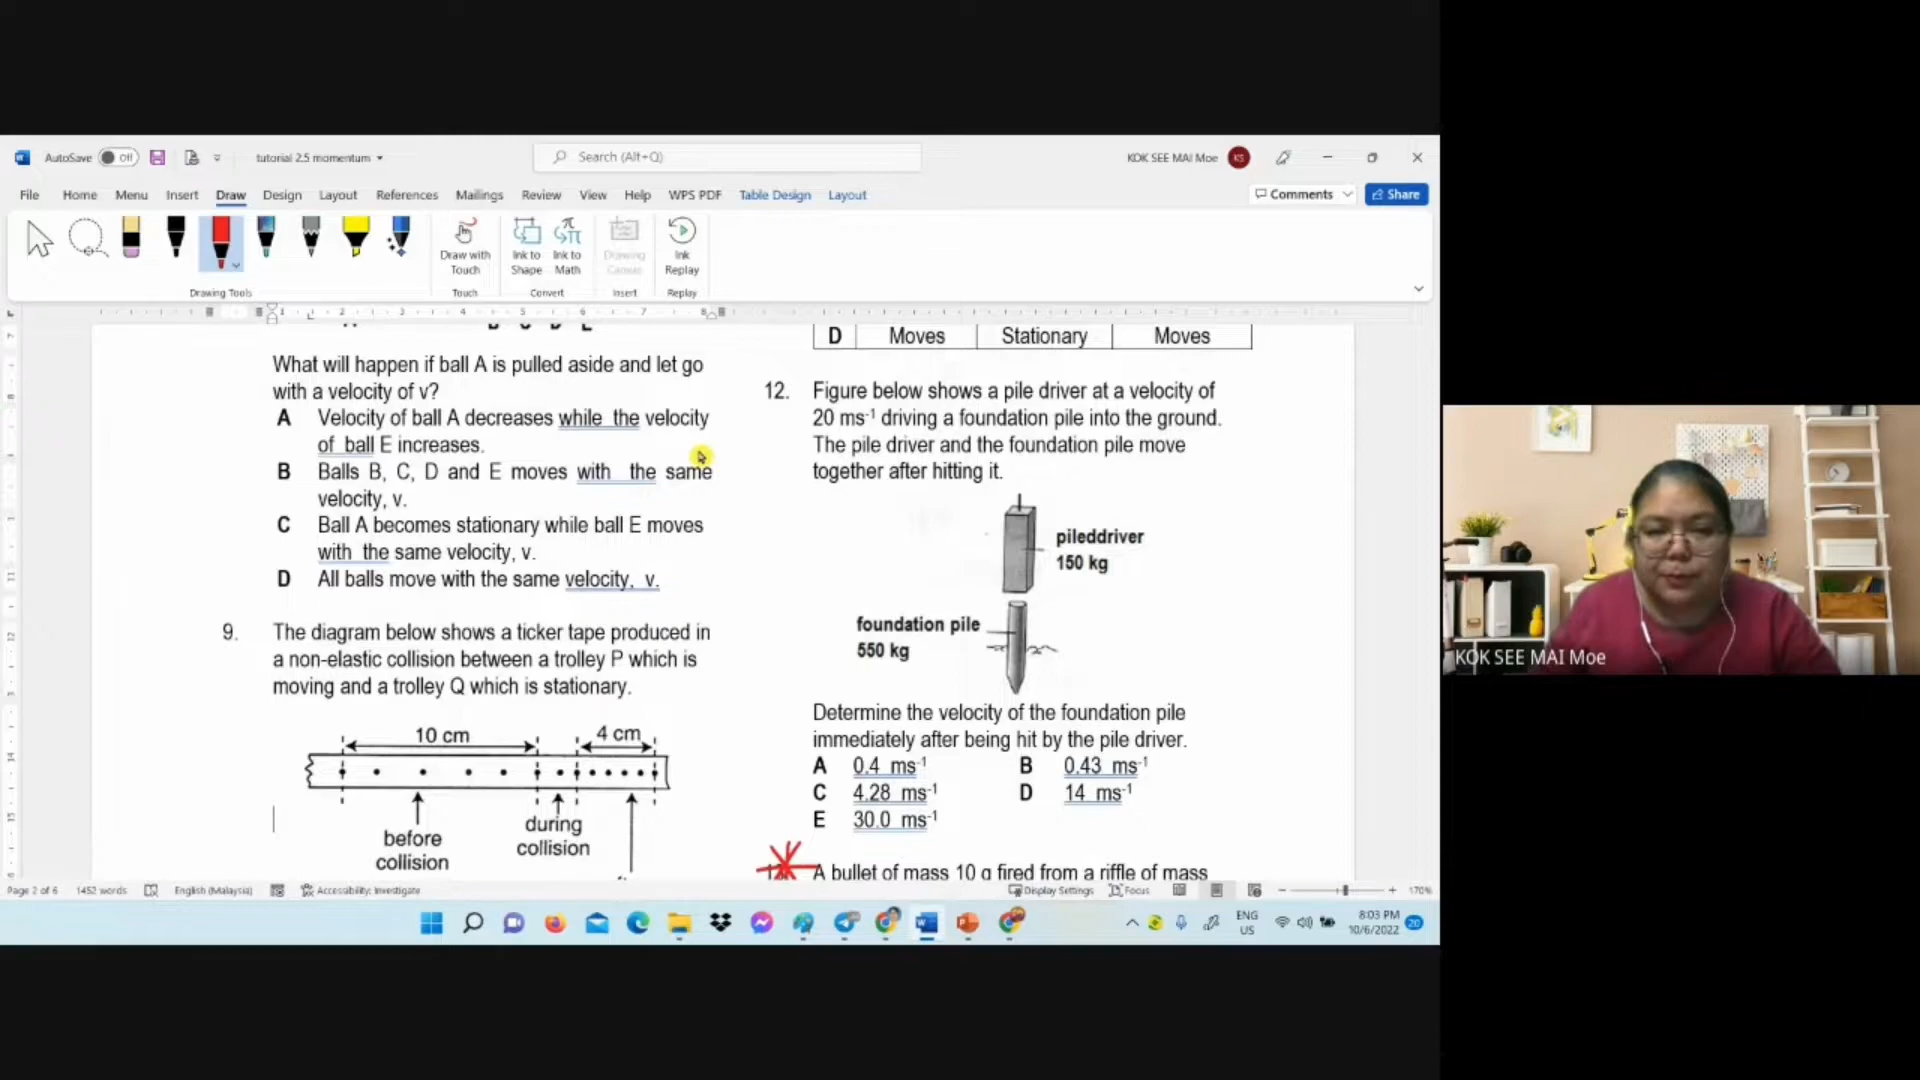 AutoSave Off
tutorial 2.5 momentum
Search (Alt+Q)
KOK SEE MAI Moe KS
File Home Menu Insert Draw Design Layout References Mailings Review View Help WPS PDF Table Design Layout
Comments Share
Draw with Touch
Ink to Shape
Ink to Math
Drawing Canvas
Ink Replay
Drawing Tools Touch Convert Insert Replay
What will happen if ball A is pulled aside and let go
with a velocity of v?
A Velocity of ball A decreases while the velocity
of ball E increases.
B Balls B, C, D and E moves with the same
velocity, v.
C Ball A becomes stationary while ball E moves
with the same velocity, v.
D All balls move with the same velocity, v.
9. The diagram below shows a ticker tape produced in
a non-elastic collision between a trolley P which is
moving and a trolley Q which is stationary.
10 cm 4 cm
before
collision
during
collision
D Moves Stationary Moves
12. Figure below shows a pile driver at a velocity of
20 ms-1 driving a foundation pile into the ground.
The pile driver and the foundation pile move
together after hitting it.
pileddriver
150 kg
foundation pile
550 kg
Determine the velocity of the foundation pile
immediately after being hit by the pile driver.
A 0.4 ms-1 B 0.43 ms-1
C 4.28 ms-1 D 14 ms-1
E 30.0 ms-1
A bullet of mass 10 g fired from a riffle of mass
Page 2 of 6 1452 words English (Malaysia) Accessibility: Investigate
Display Settings Focus 170%
ENG
US
8:03 PM
10/6/2022
20
KOK SEE MAI Moe